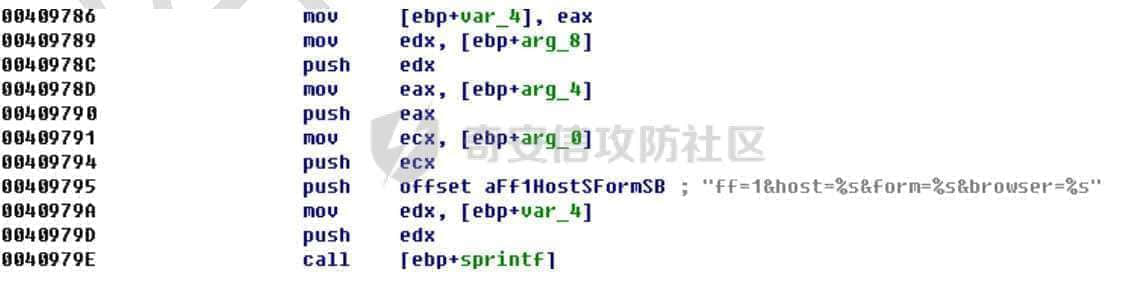 00409786 mov [ebp+var_4], eax
00409789 mov edx, [ebp+arg_8]
0040978C push edx
0040978D mov eax, [ebp+arg_4]
00409790 push eax
00409791 mov ecx, [ebp+arg_0]
奇安信攻防社区
00409794 push ecx
00409795 push offset aFf1HostSFormSB ; "ff=1&host=%s&form=%s&browser=%s"
0040979A mov edx, [ebp+var_4]
0040979D push edx
0040979E call [ebp+sprintf]